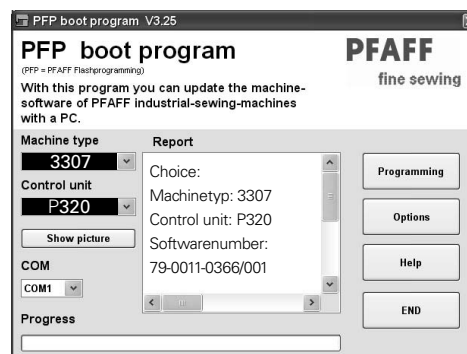 PFP boot program V3.25
PFP boot program
(PFP = PFAFF Flashprogramming)
With this program you can update the machine-
software of PFAFF industrial-sewing-machines
with a PC.
PFAFF
fine sewing
Machine type
3307
Control unit
P320
Show picture
COM
COM1
Progress
Report
Choice:
Machinetyp: 3307
Control unit: P320
Softwarenumber:
79-0011-0366/001
Programming
Options
Help
END